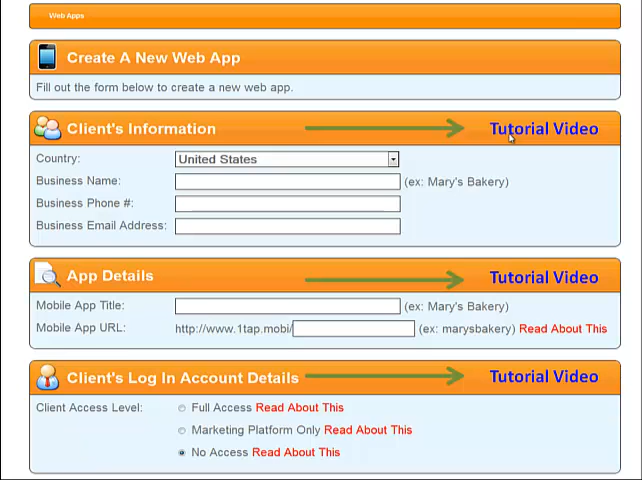 Web Apps
Create A New Web App
Fill out the form below to create a new web app.
Client's Information Tutorial Video
Country: United States
Business Name: (ex: Mary's Bakery)
Business Phone #:
Business Email Address:
App Details Tutorial Video
Mobile App Title: (ex: Mary's Bakery)
Mobile App URL: http://www.1tap.mobi/ (ex: marysbakery) Read About This
Client's Log In Account Details Tutorial Video
Client Access Level: Full Access Read About This
Marketing Platform Only Read About This
No Access Read About This